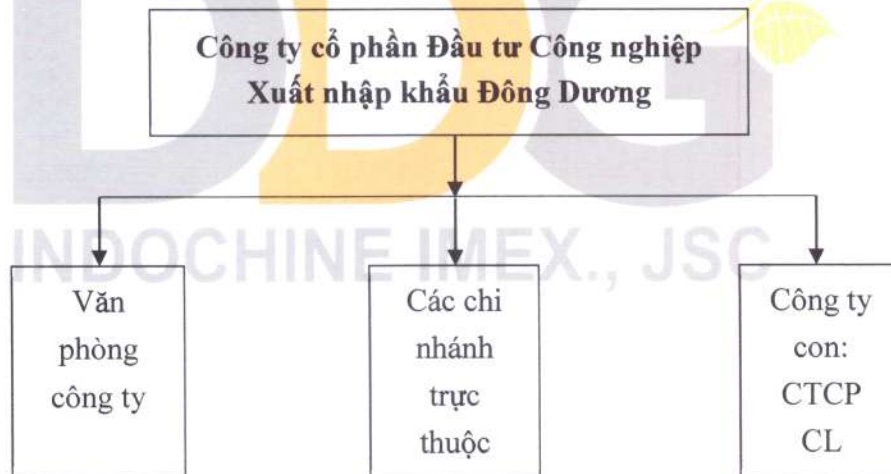 Công ty cổ phần Đầu tư Công nghiệp
Xuất nhập khẩu Đông Dương
DDG
INDOCHINE IMEX., JSC
Văn
phòng
công ty
Các chi
nhánh
trực
thuộc
Công ty
con:
CTCP
CL